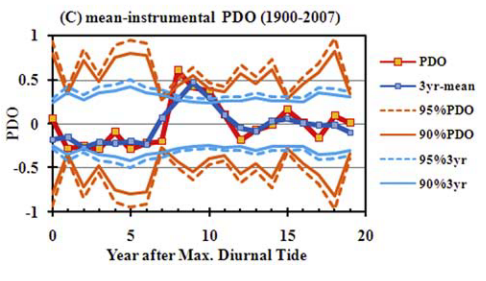 (C) mean-instrumental PDO (1900-2007)
1
0.5
0
-0.5
-1
PDO
0 5 10 15 20
Year after Max. Diurnal Tide
PDO
3yr-mean
95%PDO
90%PDO
95%3yr
90%3yr